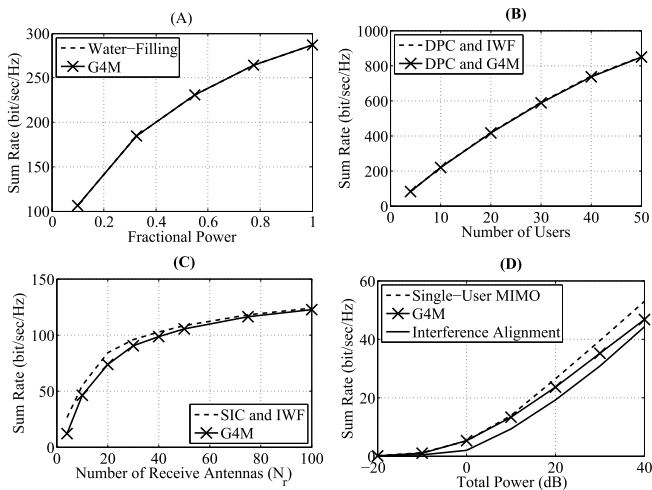 (A)
300
250
200
150
100
Sum Rate (bit/sec/Hz)
Water−Filling
G4M
0 0.2 0.4 0.6 0.8 1
Fractional Power
(B)
1000
800
600
400
200
0
Sum Rate (bit/sec/Hz)
DPC and IWF
DPC and G4M
0 10 20 30 40 50
Number of Users
(C)
150
100
50
0
Sum Rate (bit/sec/Hz)
SIC and IWF
G4M
0 20 40 60 80 100
Number of Receive Antennas (Nr)
(D)
60
40
20
0
Sum Rate (bit/sec/Hz)
Single−User MIMO
G4M
Interference Alignment
−20 0 20 40
Total Power (dB)